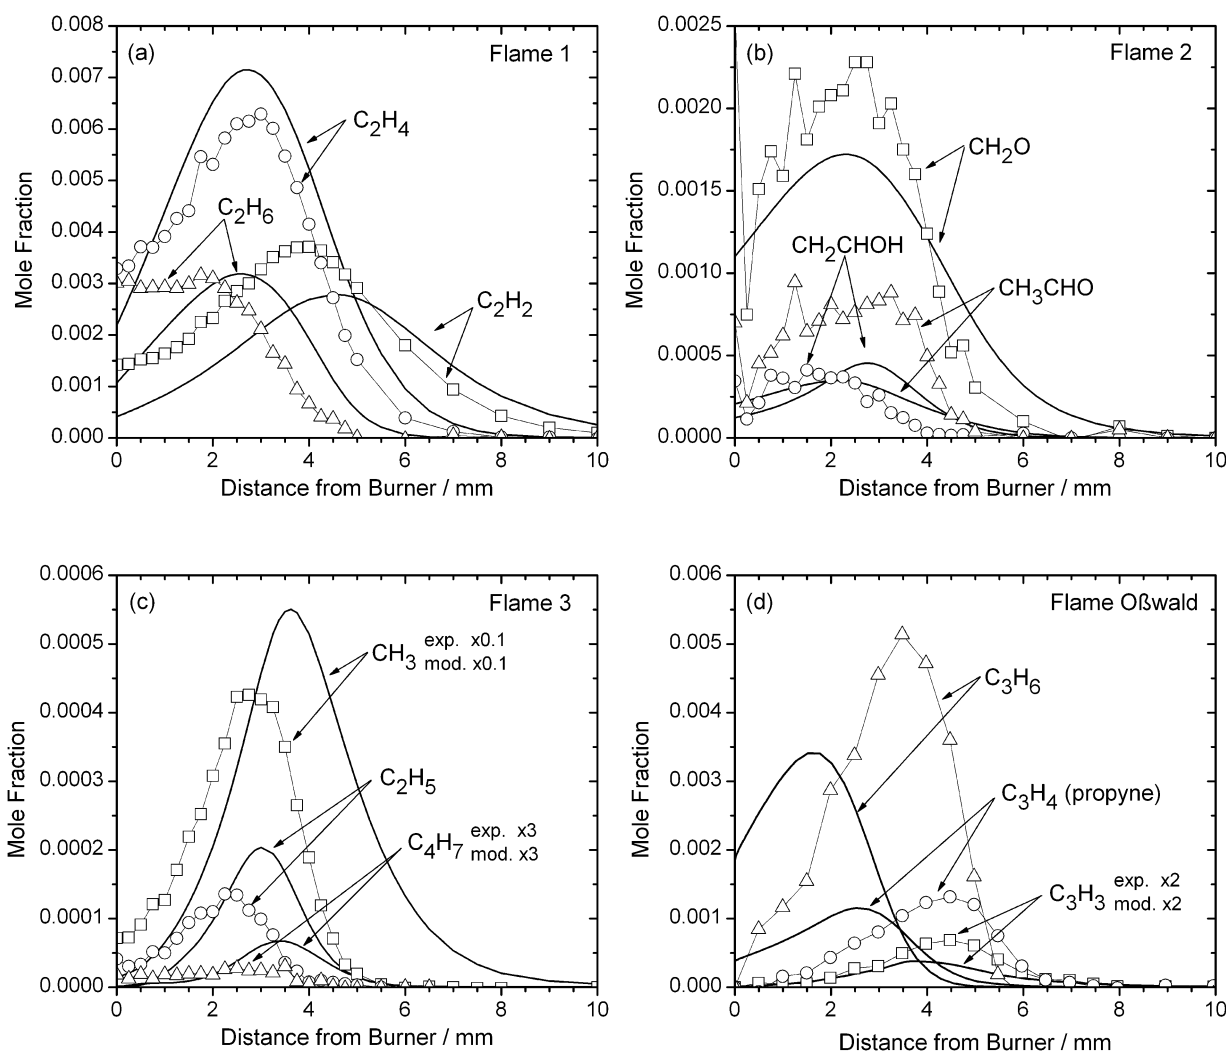 (a)
Flame 1
0.008
0.007
0.006
0.005
0.004
0.003
0.002
0.001
0.000
Mole Fraction
C2H4
C2H6
C2H2
0 2 4 6 8 10
Distance from Burner / mm
(b)
Flame 2
0.0025
0.0020
0.0015
0.0010
0.0005
0.0000
Mole Fraction
CH2O
CH2CHOH
CH3CHO
0 2 4 6 8 10
Distance from Burner / mm
(c)
Flame 3
0.0006
0.0005
0.0004
0.0003
0.0002
0.0001
0.0000
Mole Fraction
CH3 exp. x0.1
mod. x0.1
C2H5
C4H7 exp. x3
mod. x3
0 2 4 6 8 10
Distance from Burner / mm
(d)
Flame Oßwald
0.006
0.005
0.004
0.003
0.002
0.001
0.000
Mole Fraction
C3H6
C3H4 (propyne)
C3H3 exp. x2
mod. x2
0 2 4 6 8 10
Distance from Burner / mm